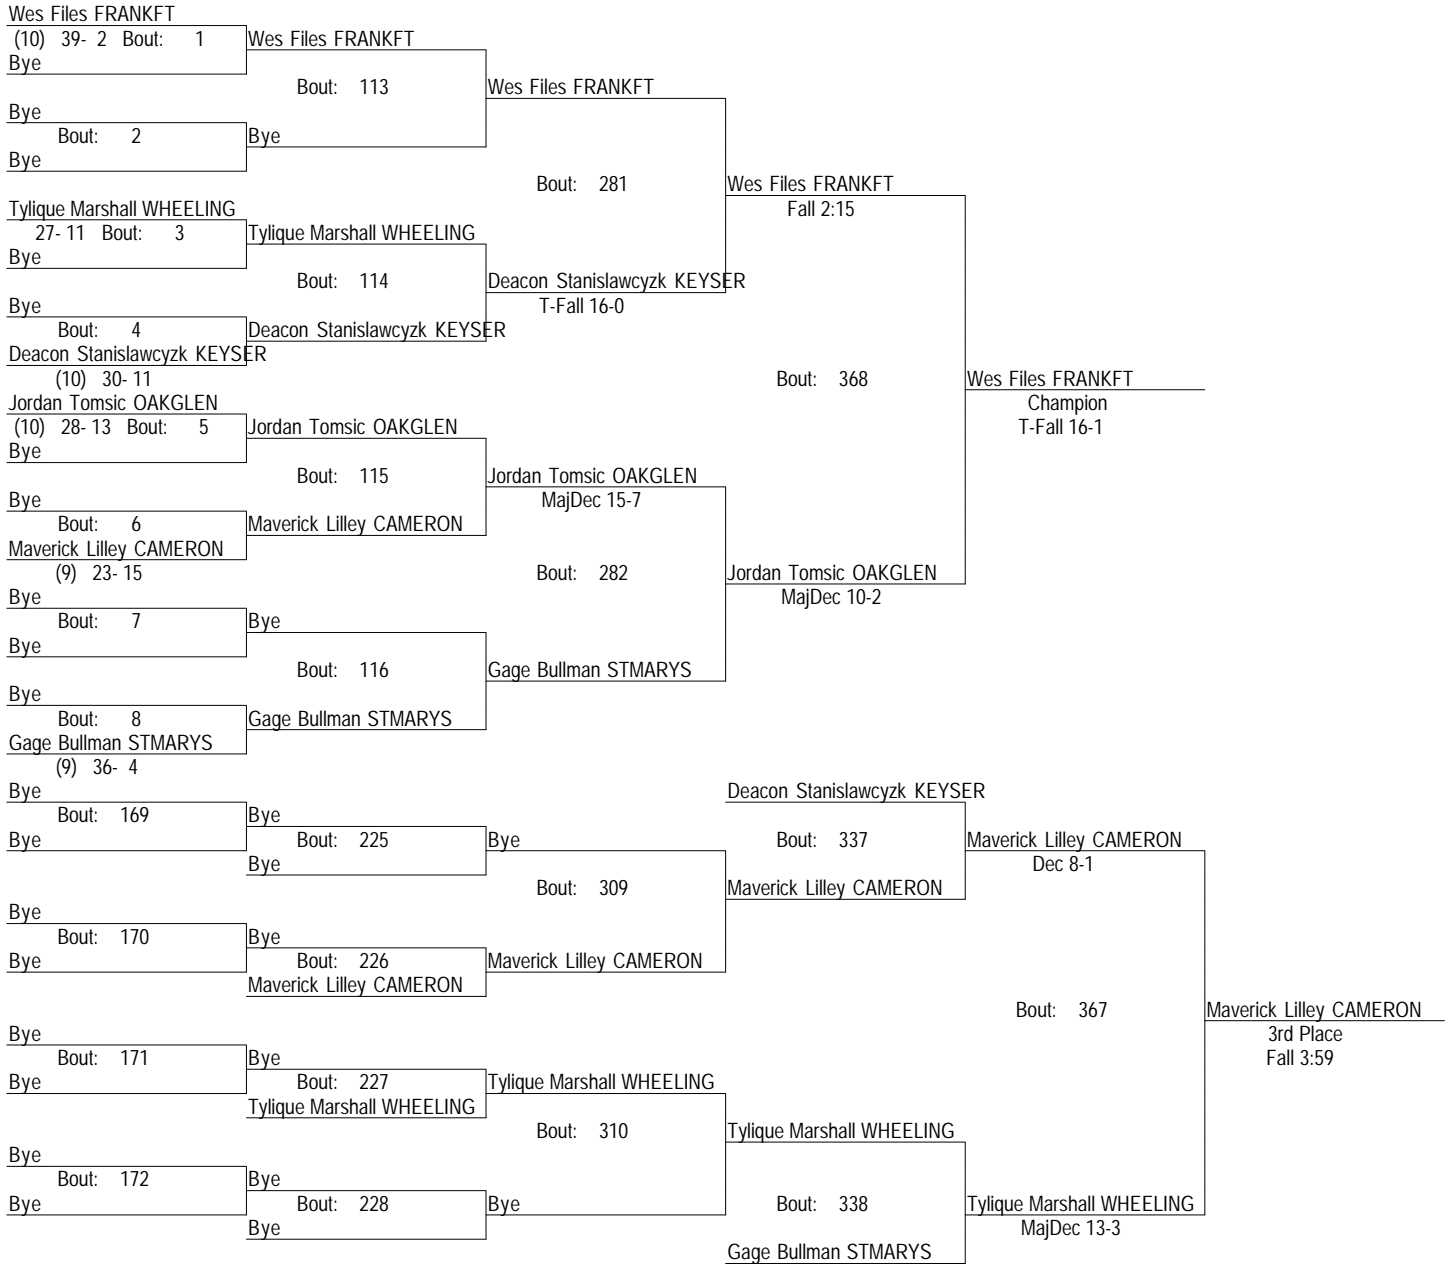 Wes Files FRANKFT
(10) 39- 2 Bout: 1
Bye
Bye
Bout: 2
Bye
Tylique Marshall WHEELING
27- 11 Bout: 3
Bye
Bye
Bout: 4
Deacon Stanislawcyzk KEYSER
(10) 30- 11
Jordan Tomsic OAKGLEN
(10) 28- 13 Bout: 5
Bye
Bye
Bout: 6
Maverick Lilley CAMERON
(9) 23- 15
Bye
Bout: 7
Bye
Bye
Bout: 8
Gage Bullman STMARYS
(9) 36- 4
Wes Files FRANKFT
Bout: 113
Bye
Tylique Marshall WHEELING
Bout: 114
Deacon Stanislawcyzk KEYSER
Jordan Tomsic OAKGLEN
Bout: 115
Maverick Lilley CAMERON
Bye
Bout: 116
Gage Bullman STMARYS
Wes Files FRANKFT
Bout: 281
Deacon Stanislawcyzk KEYSER
T-Fall 16-0
Jordan Tomsic OAKGLEN
MajDec 15-7
Bout: 282
Gage Bullman STMARYS
Wes Files FRANKFT
Fall 2:15
Bout: 368
Jordan Tomsic OAKGLEN
MajDec 10-2
Wes Files FRANKFT
Champion
T-Fall 16-1
Bye
Bout: 169
Bye
Bye
Bout: 170
Bye
Bye
Bout: 171
Bye
Bye
Bout: 172
Bye
Bye
Bout: 225
Bye
Bye
Bout: 226
Maverick Lilley CAMERON
Bye
Bout: 227
Tylique Marshall WHEELING
Bye
Bout: 228
Bye
Bye
Bout: 309
Maverick Lilley CAMERON
Tylique Marshall WHEELING
Bout: 310
Bye
Deacon Stanislawcyzk KEYSER
Bout: 337
Maverick Lilley CAMERON
Tylique Marshall WHEELING
Bout: 338
Gage Bullman STMARYS
Maverick Lilley CAMERON
Dec 8-1
Bout: 367
Tylique Marshall WHEELING
MajDec 13-3
Maverick Lilley CAMERON
3rd Place
Fall 3:59